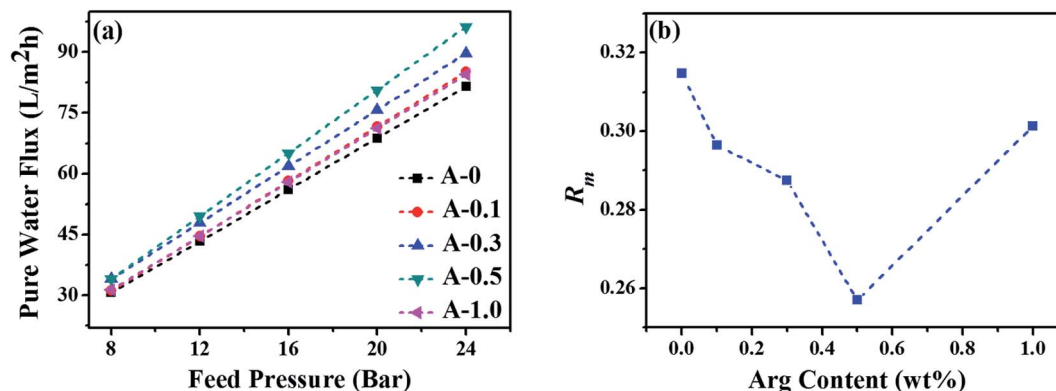 (a)
Pure Water Flux (L/m²h)
90
75
60
45
30
A-0
A-0.1
A-0.3
A-0.5
A-1.0
8 12 16 20 24
Feed Pressure (Bar)
(b)
R_m
0.32
0.30
0.28
0.26
0.0 0.2 0.4 0.6 0.8 1.0
Arg Content (wt%)